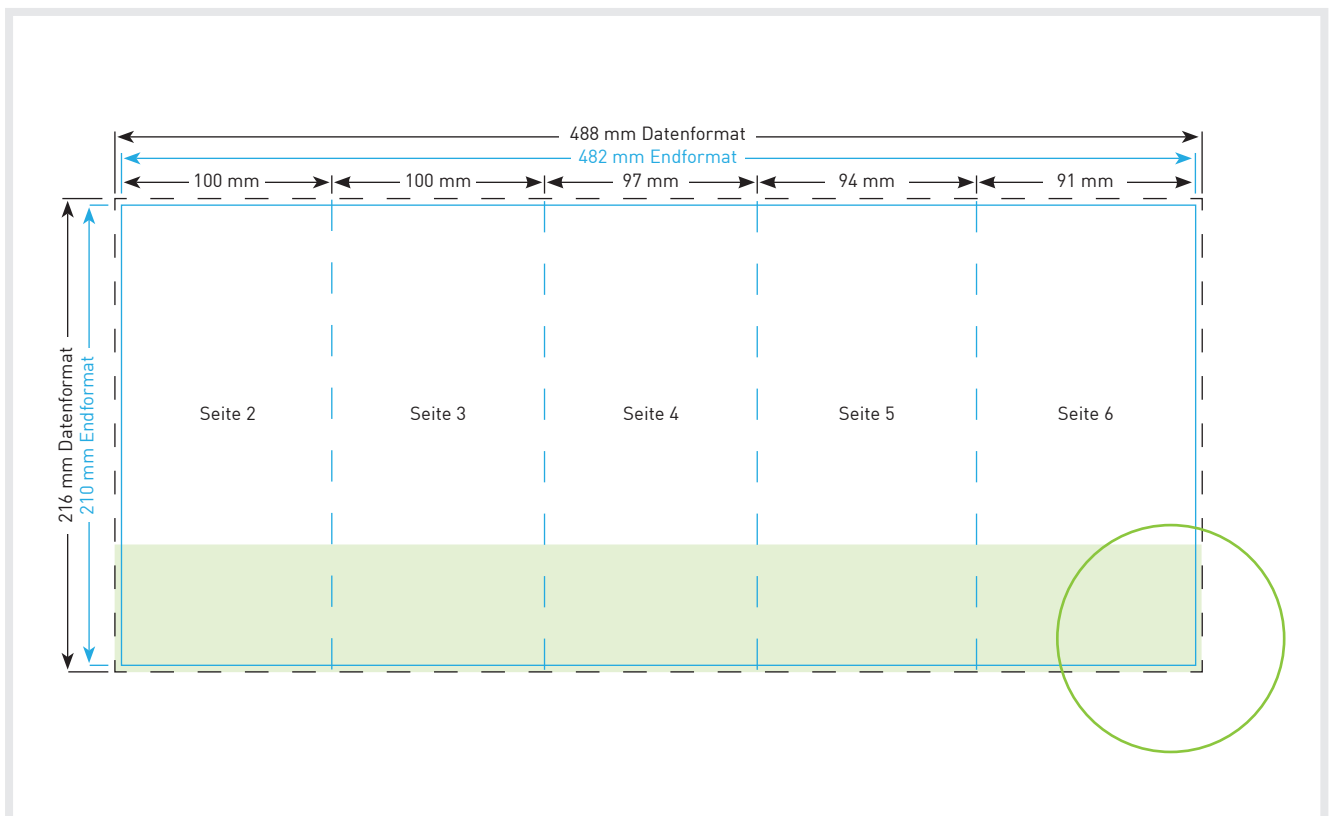 488 mm Datenformat
482 mm Endformat
100 mm
100 mm
97 mm
94 mm
91 mm
216 mm Datenformat
210 mm Endformat
Seite 2
Seite 3
Seite 4
Seite 5
Seite 6